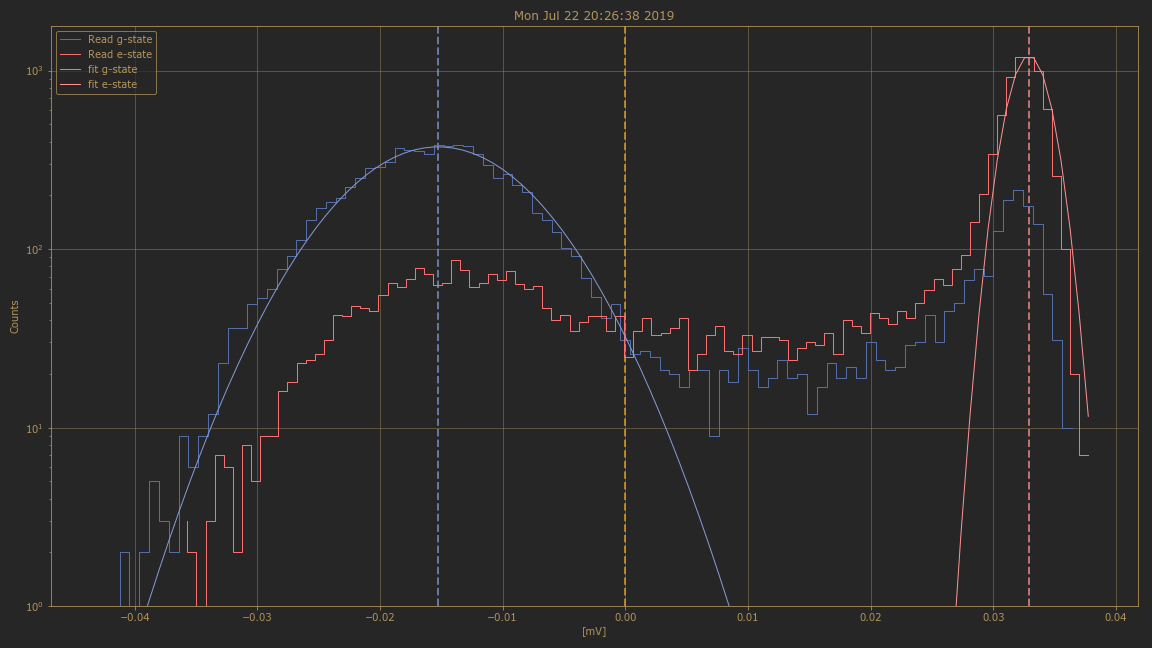 Mon Jul 22 20:26:38 2019
Read g-state
Read e-state
fit g-state
fit e-state
10³
10²
10¹
10⁰
Counts
−0.04 −0.03 −0.02 −0.01 0.00 0.01 0.02 0.03 0.04
[mV]